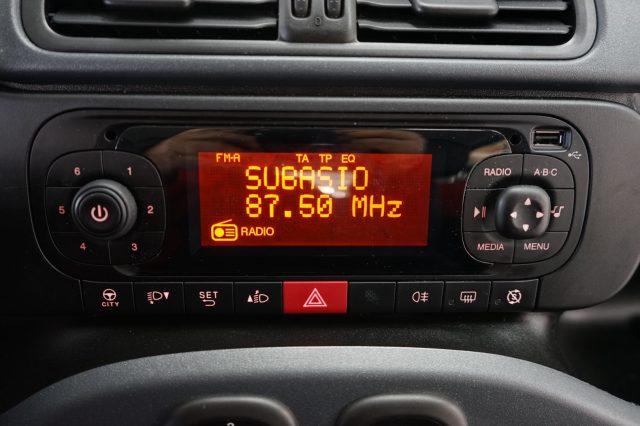 FM-A TA TP EQ
SUBASIO
87.50 MHz
RADIO
6 1
5 2
4 3
RADIO A·B·C
MEDIA MENU
CITY
SET